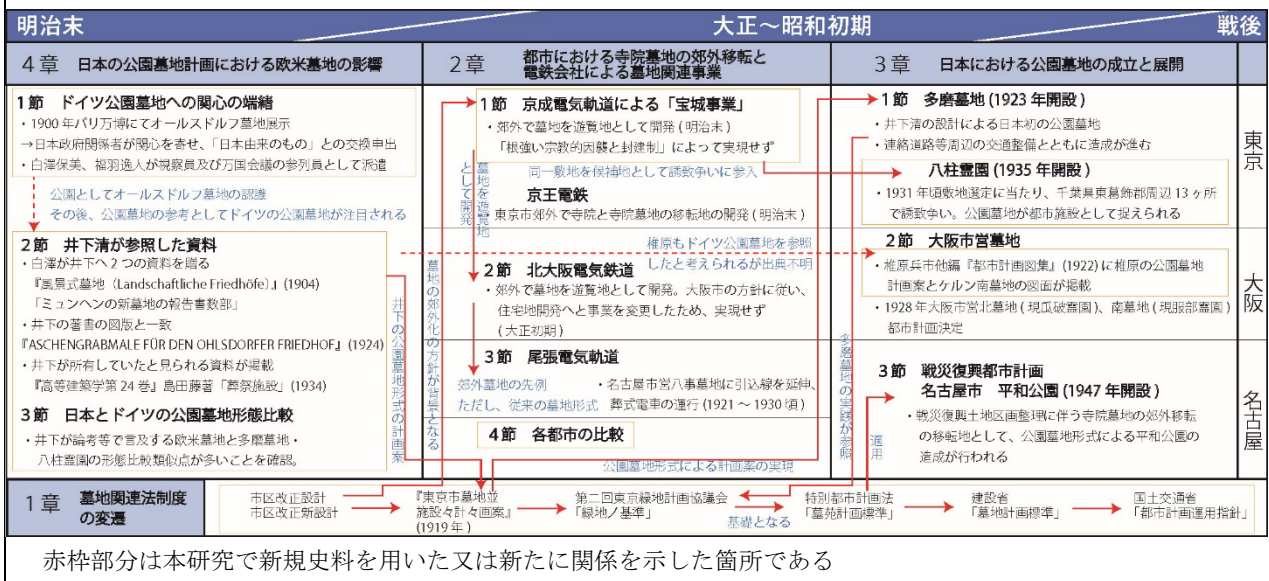 明治末
大正～昭和初期
戦後
4章 日本の公園墓地計画における欧米墓地の影響
1節 ドイツ公園墓地への関心の端緒
・1900年パリ万博にてオールスドルフ墓地展示
→日本政府関係者が関心を寄せ、「日本由来のもの」との交換申出
・白澤保美、福羽逸人が視察員及び万国会議の参列員として派遣
公園としてオールスドルフ墓地の認識
その後、公園墓地の参考としてドイツの公園墓地が注目される
2節 井下清が参照した資料
・白澤が井下へ2つの資料を贈る
『風景式墓地（Landschaftliche Friedhöfe）』(1904)
「ミュンヘンの新墓地の報告書数部」
・井下の著書の図版と一致
『ASCHENGRABMALE FÜR DEN OHLSDORFER FRIEDHOF』(1924)
・井下が所有していたと見られる資料が掲載
『高等建築学第24巻』島田藤著「葬祭施設」(1934)
3節 日本とドイツの公園墓地形態比較
・井下が論考等で言及する欧米墓地と多磨墓地・
八柱霊園の形態比較類似点が多いことを確認。
井下の公園墓地形式の計画案
2章 都市における寺院墓地の郊外移転と
電鉄会社による墓地関連事業
1節 京成電気軌道による「宝城事業」
・郊外で墓地を遊覧地として開発(明治末)
「根強い宗教的因襲と封建制」によって実現せず
墓地を遊覧地
として開発
同一敷地を候補地として誘致争いに参入
京王電鉄
東京市郊外で寺院と寺院墓地の移転地の開発(明治末)
椎原もドイツ公園墓地を参照
したと考えられるが出典不明
2節 北大阪電気鉄道
・郊外で墓地を遊覧地として開発。大阪市の方針に従い、
住宅地開発へと事業を変更したため、実現せず
(大正初期)
墓地の郊外化の方針が背景となる
3節 尾張電気軌道
郊外墓地の先例
ただし、従来の墓地形式
・名古屋市営八事墓地に引込線を延伸、
葬式電車の運行(1921～1930頃)
4節 各都市の比較
公園墓地形式による計画案の実現
3章 日本における公園墓地の成立と展開
1節 多磨墓地(1923年開設)
・井下清の設計による日本初の公園墓地
・連絡道路等周辺の交通整備とともに造成が進む
八柱霊園(1935年開設)
・1931年頃敷地選定に当たり、千葉県東葛飾郡周辺13ヶ所
で誘致争い。公園墓地が都市施設として捉えられる
2節 大阪市営墓地
・椎原兵市他編『都市計画図集』(1922)に椎原の公園墓地
計画案とケルン南墓地の図面が掲載
・1928年大阪市営北墓地(現瓜破霊園)、南墓地(現服部霊園)
都市計画決定
多磨墓地の実践が参照
3節 戦災復興都市計画
名古屋市 平和公園(1947年開設)
・戦災復興土地区画整理に伴う寺院墓地の郊外移転
の移転地として、公園墓地形式による平和公園の
造成が行われる
適用
東京
大阪
名古屋
1章 墓地関連法制度
の変遷
市区改正設計
市区改正新設計
『東京市墓地並
施設々計々画案』
(1919年)
第二回東京緑地計画協議会
「緑地ノ基準」
基礎となる
特別都市計画法
「墓苑計画標準」
建設省
「墓地計画標準」
国土交通省
「都市計画運用指針」
赤枠部分は本研究で新規史料を用いた又は新たに関係を示した箇所である